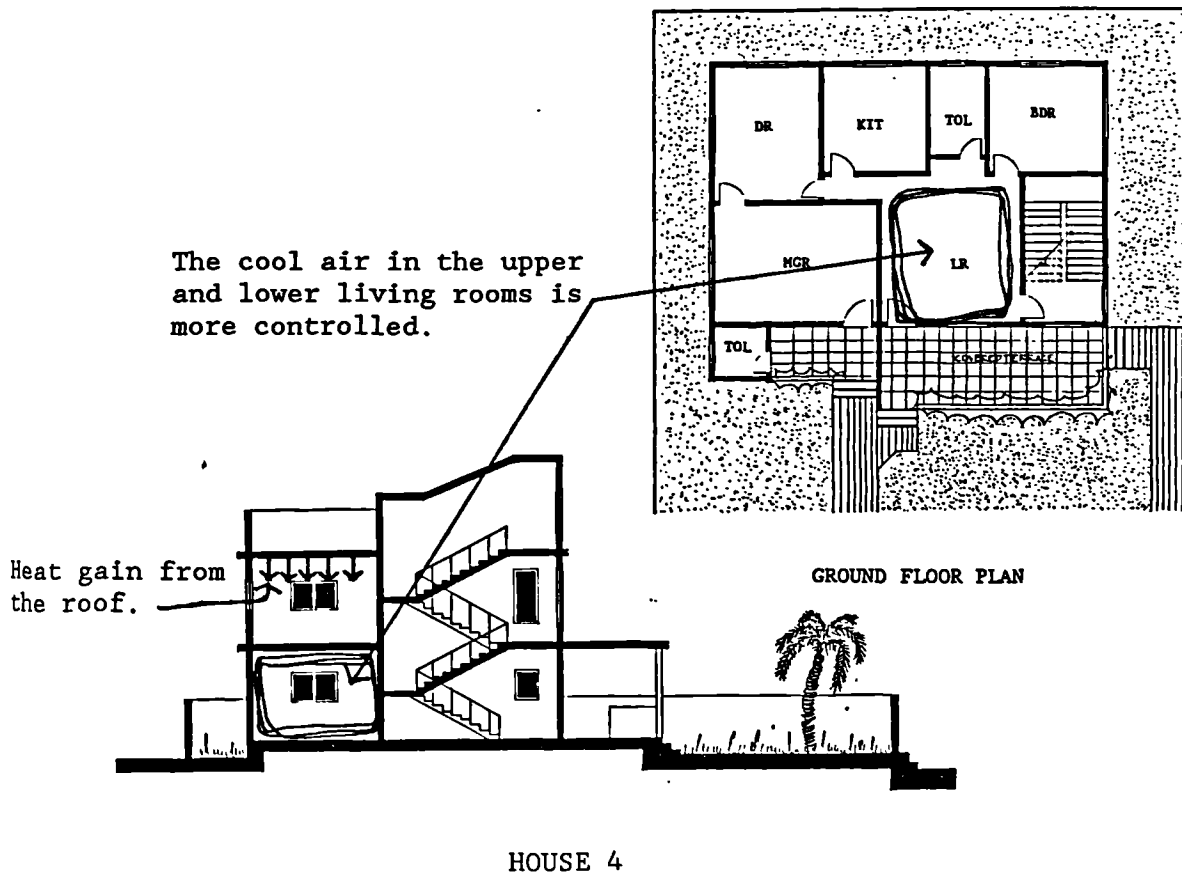 DR
KIT
TOL
BDR
The cool air in the upper
and lower living rooms is
more controlled.
MGR
LR
TOL
Heat gain from
the roof.
GROUND FLOOR PLAN
HOUSE 4